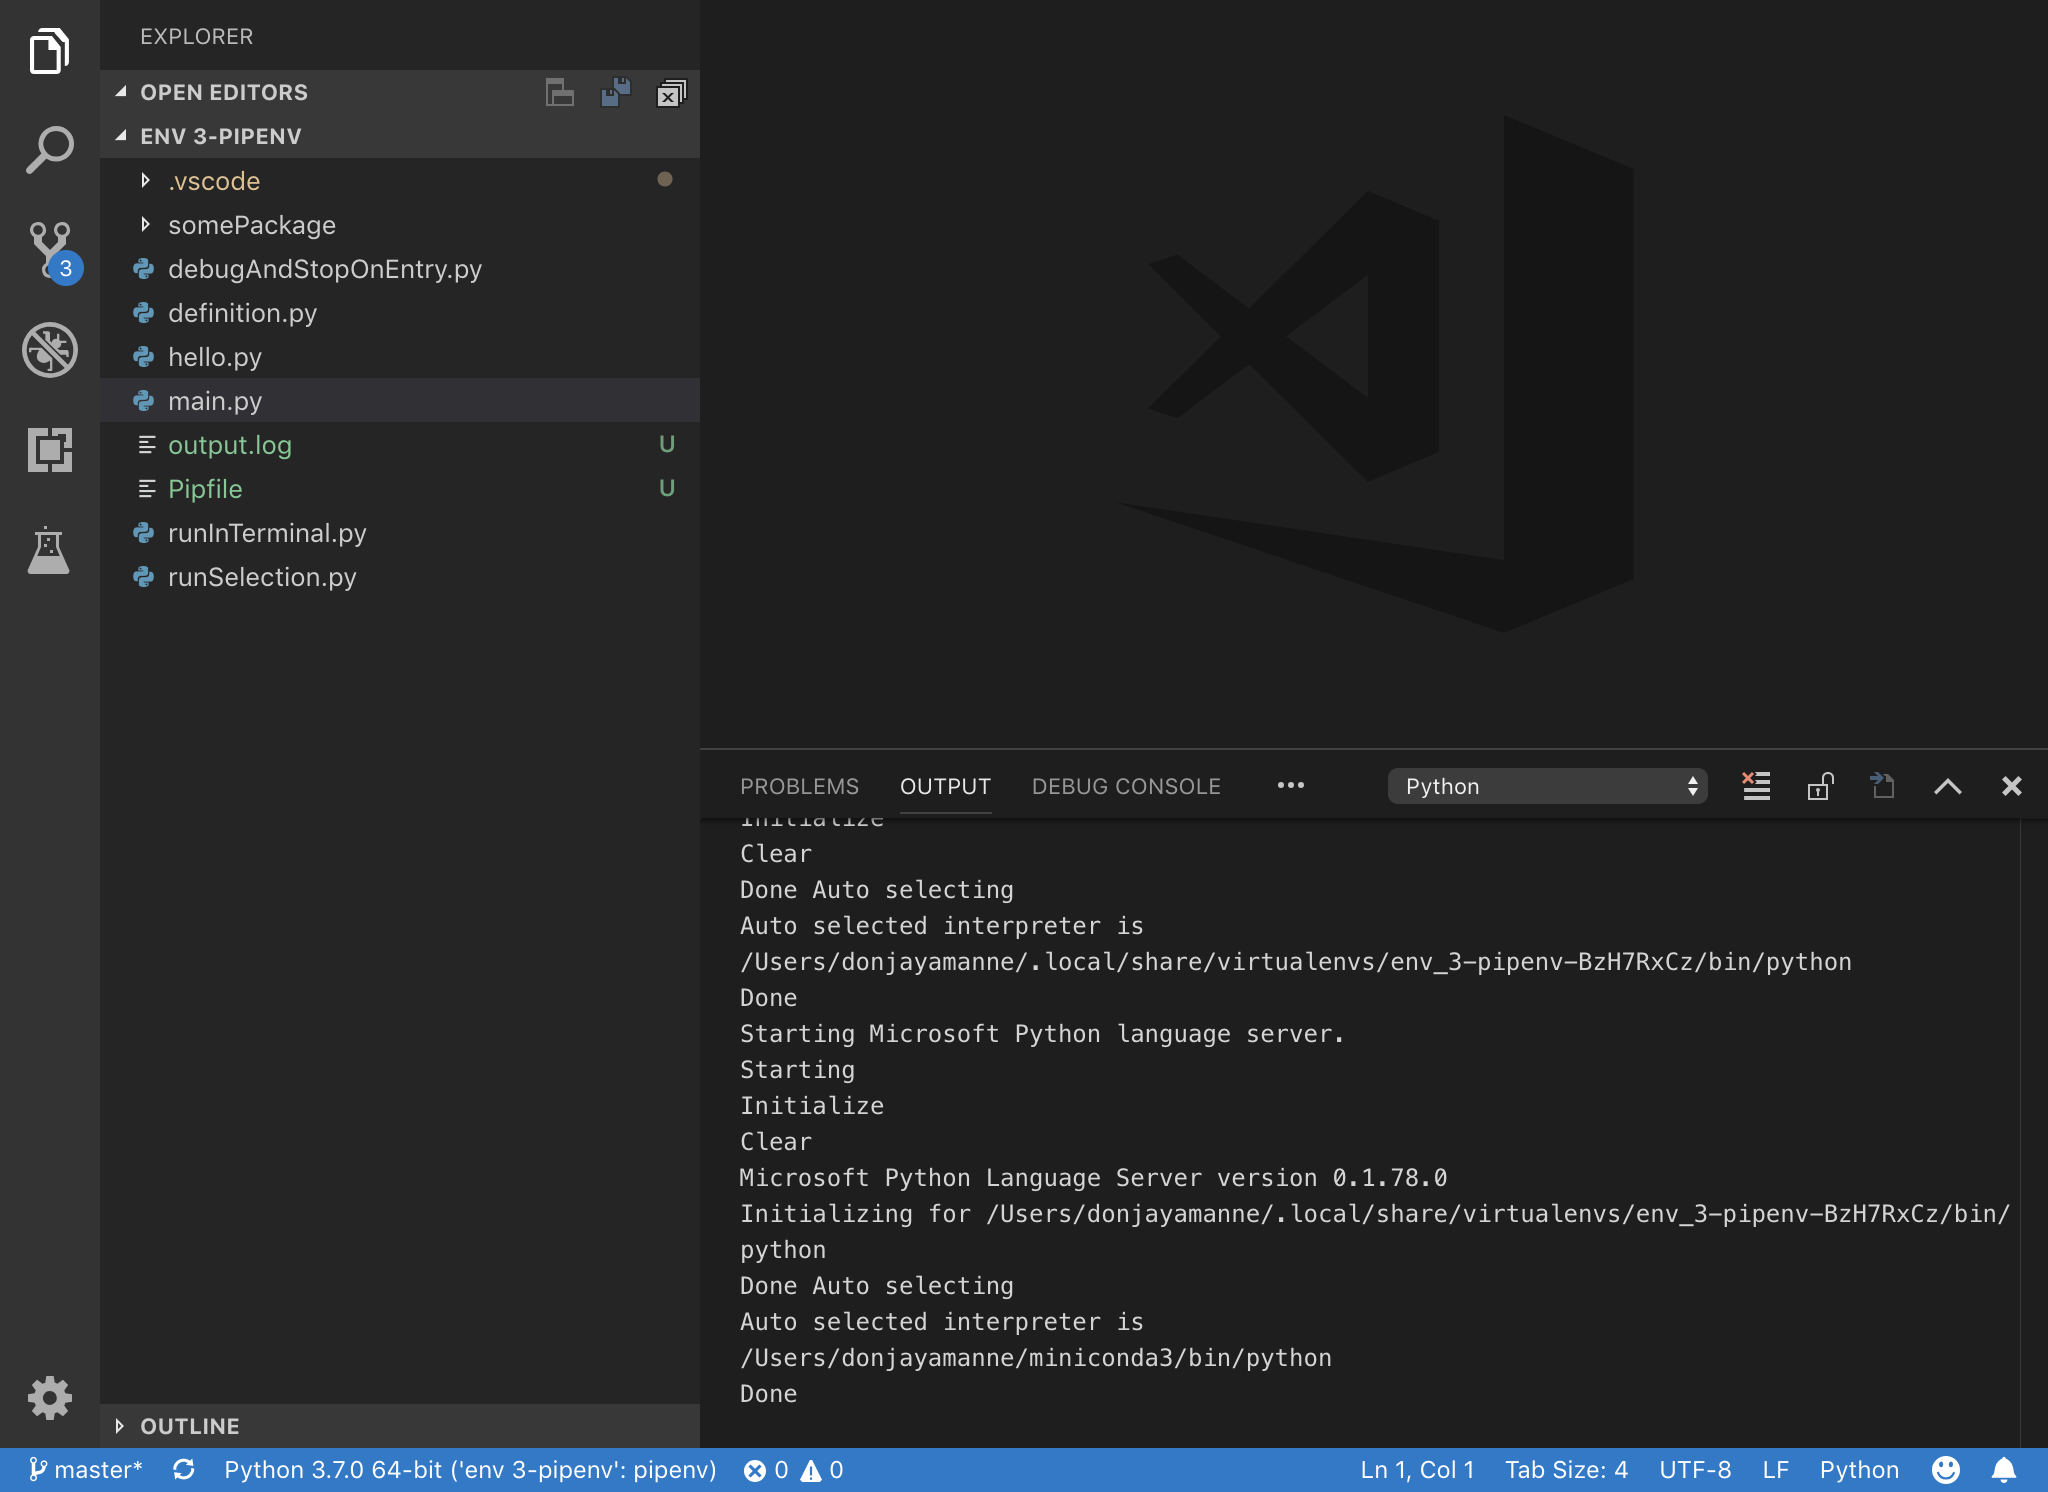 EXPLORER
OPEN EDITORS
ENV 3-PIPENV
.vscode
somePackage
3
debugAndStopOnEntry.py
definition.py
hello.py
main.py
output.log U
Pipfile U
runInTerminal.py
runSelection.py
OUTLINE
PROBLEMS OUTPUT DEBUG CONSOLE ••• Python
Initialize
Clear
Done Auto selecting
Auto selected interpreter is
/Users/donjayamanne/.local/share/virtualenvs/env_3-pipenv-BzH7RxCz/bin/python
Done
Starting Microsoft Python language server.
Starting
Initialize
Clear
Microsoft Python Language Server version 0.1.78.0
Initializing for /Users/donjayamanne/.local/share/virtualenvs/env_3-pipenv-BzH7RxCz/bin/
python
Done Auto selecting
Auto selected interpreter is
/Users/donjayamanne/miniconda3/bin/python
Done
master* Python 3.7.0 64-bit ('env 3-pipenv': pipenv) 0 0 Ln 1, Col 1 Tab Size: 4 UTF-8 LF Python